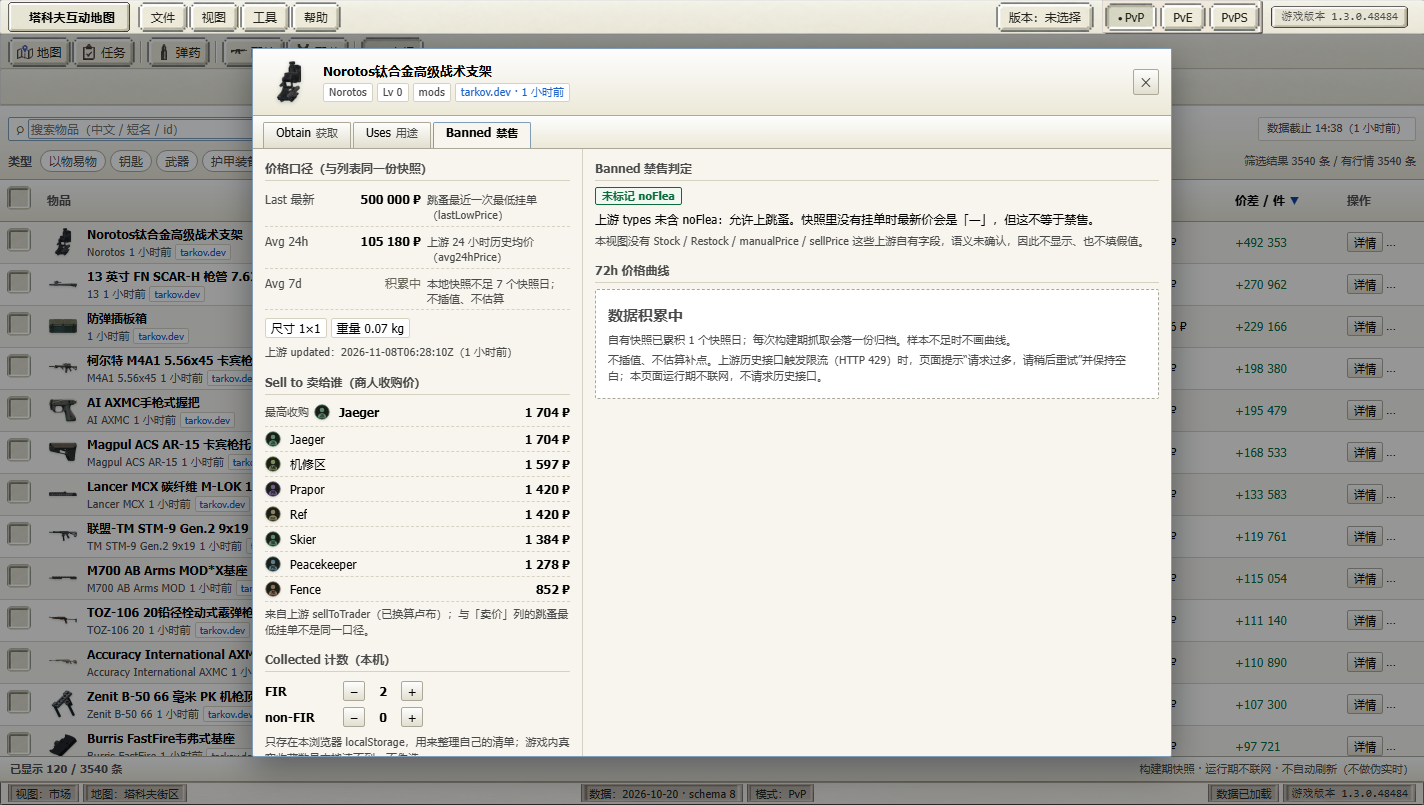 塔科夫互动地图 文件 视图 工具 帮助 版本：未选择 •PvP PvE PvPS 游戏版本 1.3.0.48484
地图 任务 弹药
Norotos钛合金高级战术支架
Norotos Lv 0 mods tarkov.dev · 1 小时前
搜索物品（中文 / 短名 / id） 数据截止 14:38（1 小时前）
类型 以物易物 钥匙 武器 筛选结果 3540 条 / 有行情 3540 条
物品 价差 / 件 ▼ 操作
Norotos钛合金高级战术支架
Norotos 1 小时前 tarkov.dev
+492 353 详情 ...
13 英寸 FN SCAR-H 枪管 7.6
13 1 小时前 tarkov.dev
+270 962 详情 ...
防弹插板箱
1 小时前 tarkov.dev
₽ +229 166 详情 ...
柯尔特 M4A1 5.56x45 卡宾枪
M4A1 5.56x45 1 小时前 tarkov.dev
+198 380 详情 ...
AI AXMC手枪式握把
AI AXMC 1 小时前 tarkov.dev
+195 479 详情 ...
Magpul ACS AR-15 卡宾枪托
Magpul ACS AR-15 1 小时前
+168 533 详情 ...
Lancer MCX 碳纤维 M-LOK 1
Lancer MCX 1 小时前 tarkov.dev
+133 583 详情 ...
联盟-TM STM-9 Gen.2 9x19
TM STM-9 Gen.2 9x19 1 小时前
+119 761 详情 ...
M700 AB Arms MOD*X基座
M700 AB Arms MOD 1 小时前
+115 054 详情 ...
TOZ-106 20铅径栓动式霰弹枪
TOZ-106 20 1 小时前 tarkov.dev
+111 140 详情 ...
Accuracy International AXM
Accuracy International AXMC 1 小
+110 890 详情 ...
Zenit B-50 66 毫米 PK 机枪顶
Zenit B-50 66 1 小时前 tarkov.dev
+107 300 详情 ...
Burris FastFire韦弗式基座
Burris FastFire 1 小时前 tarkov.dev
+97 721 详情 ...
Obtain 获取 Uses 用途 Banned 禁售
价格口径（与列表同一份快照）
Last 最新 500 000 ₽ 跳蚤最近一次最低挂单
(lastLowPrice)
Avg 24h 105 180 ₽ 上游 24 小时历史均价
(avg24hPrice)
Avg 7d 积累中 本地快照不足 7 个快照日；
不插值、不估算
尺寸 1×1 重量 0.07 kg
上游 updated：2026-11-08T06:28:10Z（1 小时前）
Sell to 卖给谁（商人收购价）
最高收购 Jaeger 1 704 ₽
Jaeger 1 704 ₽
机修区 1 597 ₽
Prapor 1 420 ₽
Ref 1 420 ₽
Skier 1 384 ₽
Peacekeeper 1 278 ₽
Fence 852 ₽
来自上游 sellToTrader（已换算卢布）；与「卖价」列的跳蚤最
低挂单不是同一口径。
Collected 计数（本机）
FIR − 2 +
non-FIR − 0 +
只存在本浏览器 localStorage，用来整理自己的清单；游戏内真
Banned 禁售判定
未标记 noFlea
上游 types 未含 noFlea：允许上跳蚤。快照里没有挂单时最新价会是「—」，但这不等于禁售。
本视图没有 Stock / Restock / manualPrice / sellPrice 这些上游自有字段，语义未确认，因此不显示、也不填假值。
72h 价格曲线
数据积累中
自有快照已累积 1 个快照日；每次构建期抓取会落一份归档。样本不足时不画曲线。
不插值、不估算补点。上游历史接口触发限流（HTTP 429）时，页面提示“请求过多，请稍后重试”并保持空
白；本页面运行期不联网，不请求历史接口。
已显示 120 / 3540 条 构建期快照 · 运行期不联网 · 不自动刷新（不做伪实时）
视图：市场 地图：塔科夫街区 数据：2026-10-20 · schema 8 模式：PvP 数据已加载 游戏版本 1.3.0.48484